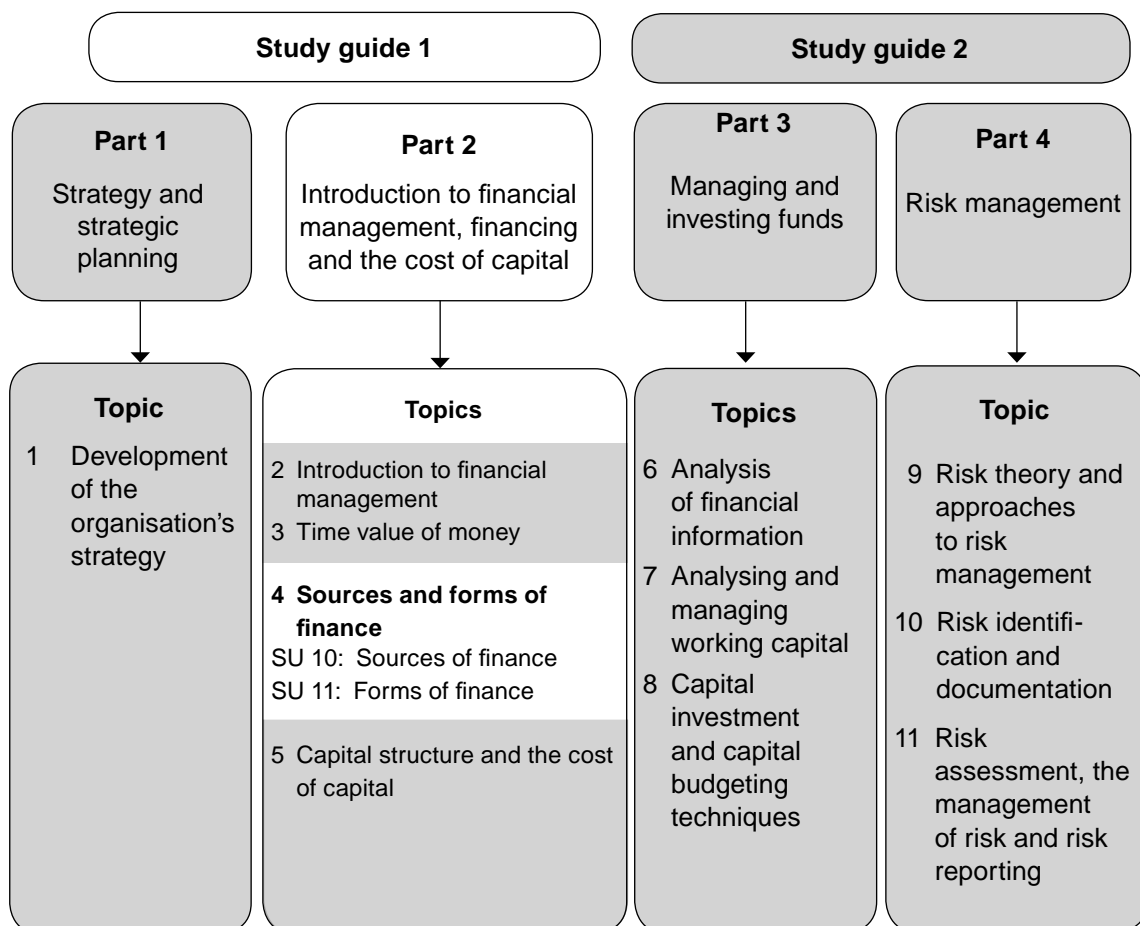 Study guide 1
Study guide 2
Part 1
Strategy and
strategic
planning
Part 2
Introduction to financial
management, financing
and the cost of capital
Part 3
Managing and
investing funds
Part 4
Risk management
Topic
1 Development
of the
organisation's
strategy
Topics
2 Introduction to financial
management
3 Time value of money
4 Sources and forms of
finance
SU 10: Sources of finance
SU 11: Forms of finance
5 Capital structure and the cost
of capital
Topics
6 Analysis
of financial
information
7 Analysing and
managing
working capital
8 Capital
investment
and capital
budgeting
techniques
Topic
9 Risk theory and
approaches
to risk
management
10 Risk identifi-
cation and
documentation
11 Risk
assessment, the
management
of risk and risk
reporting